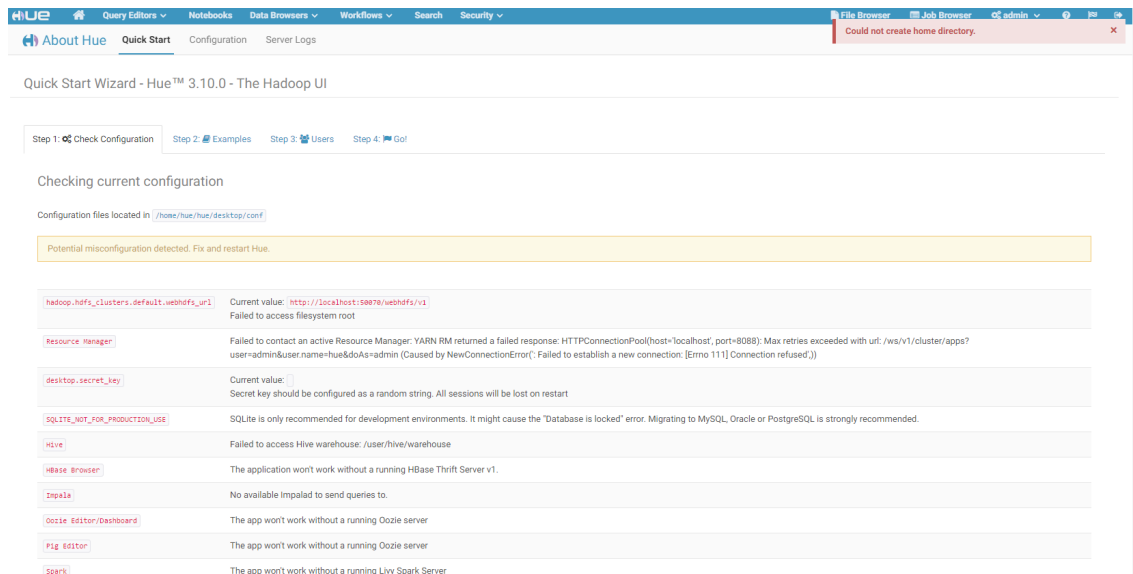 HUE Query Editors Notebooks Data Browsers Workflows Search Security File Browser Job Browser admin
Could not create home directory. ×
About Hue Quick Start Configuration Server Logs
Quick Start Wizard - Hue™ 3.10.0 - The Hadoop UI
Step 1: Check Configuration Step 2: Examples Step 3: Users Step 4: Go!
Checking current configuration
Configuration files located in /home/hue/hue/desktop/conf
Potential misconfiguration detected. Fix and restart Hue.
hadoop.hdfs_clusters.default.webhdfs_url Current value: http://localhost:50070/webhdfs/v1
Failed to access filesystem root
Resource Manager Failed to contact an active Resource Manager: YARN RM returned a failed response: HTTPConnectionPool(host='localhost', port=8088): Max retries exceeded with url: /ws/v1/cluster/apps?
user=admin&user.name=hue&doAs=admin (Caused by NewConnectionError(': Failed to establish a new connection: [Errno 111] Connection refused',))
desktop.secret_key Current value:
Secret key should be configured as a random string. All sessions will be lost on restart
SQLITE_NOT_FOR_PRODUCTION_USE SQLite is only recommended for development environments. It might cause the "Database is locked" error. Migrating to MySQL, Oracle or PostgreSQL is strongly recommended.
Hive Failed to access Hive warehouse: /user/hive/warehouse
HBase Browser The application won't work without a running HBase Thrift Server v1.
Impala No available Impalad to send queries to.
Oozie Editor/Dashboard The app won't work without a running Oozie server
Pig Editor The app won't work without a running Oozie server
Spark The app won't work without a running Livy Spark Server